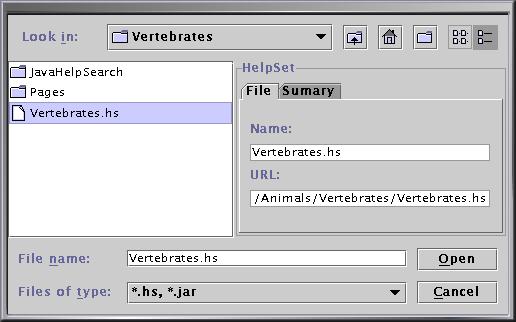 Look in: Vertebrates
JavaHelpSearch
Pages
Vertebrates.hs
HelpSet
File Sumary
Name:
Vertebrates.hs
URL:
/Animals/Vertebrates/Vertebrates.hs
File name: Vertebrates.hs Open
Files of type: *.hs, *.jar Cancel